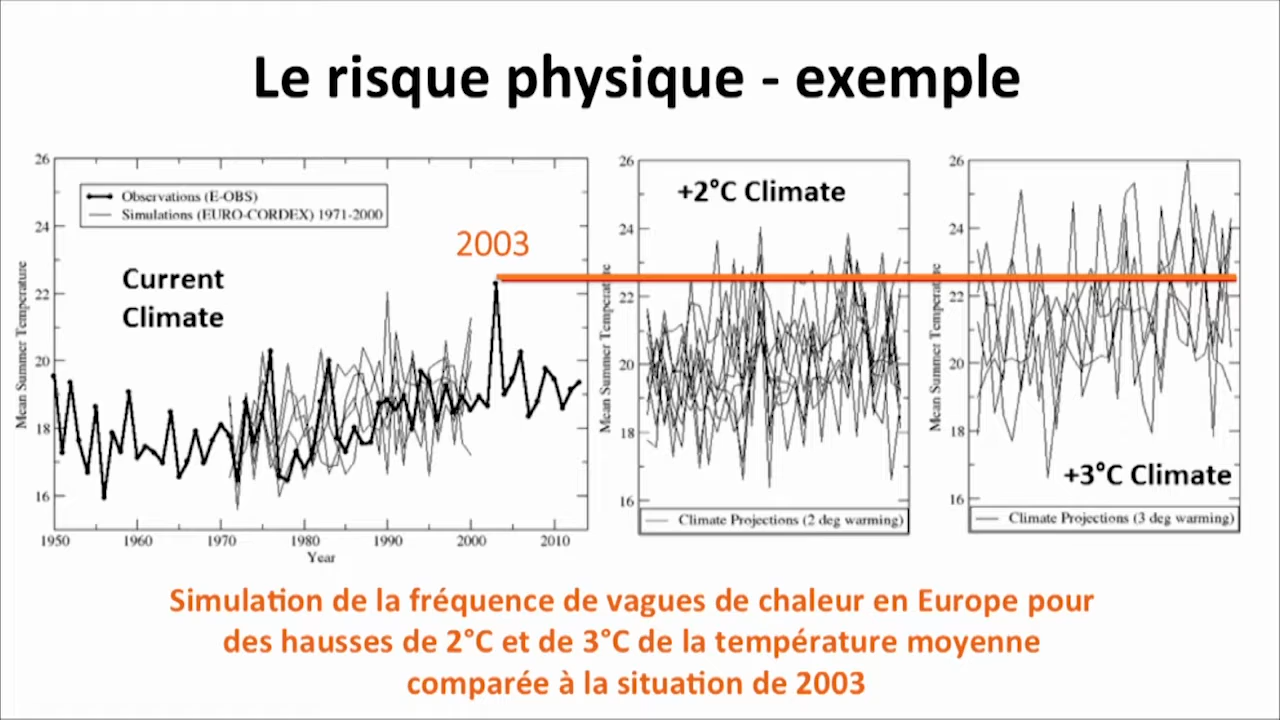 Le risque physique - exemple
26
24
22
20
18
16
Mean Summer Temperature
Observations (E-OBS)
Simulations (EURO-CORDEX) 1971-2000
Current
Climate
2003
1950
1960
1970
1980
1990
2000
2010
Year
26
24
22
20
18
16
Mean Summer Temperature
+2°C Climate
Climate Projections (2 deg warming)
26
24
22
20
18
16
Mean Summer Temperature
+3°C Climate
Climate Projections (3 deg warming)
Simulation de la fréquence de vagues de chaleur en Europe pour
des hausses de 2°C et de 3°C de la température moyenne
comparée à la situation de 2003